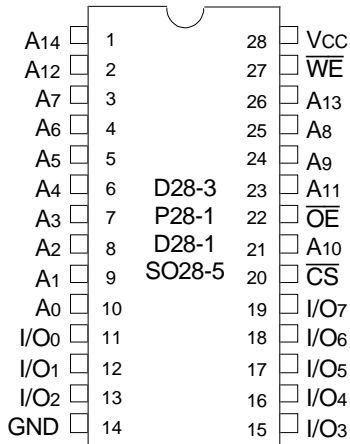 A14 1 28 VCC
A12 2 27 W̅E̅
A7 3 26 A13
A6 4 25 A8
A5 5 24 A9
A4 6 D28-3 23 A11
A3 7 P28-1 22 O̅E̅
A2 8 D28-1 21 A10
A1 9 SO28-5 20 C̅S̅
A0 10 19 I/O7
I/O0 11 18 I/O6
I/O1 12 17 I/O5
I/O2 13 16 I/O4
GND 14 15 I/O3